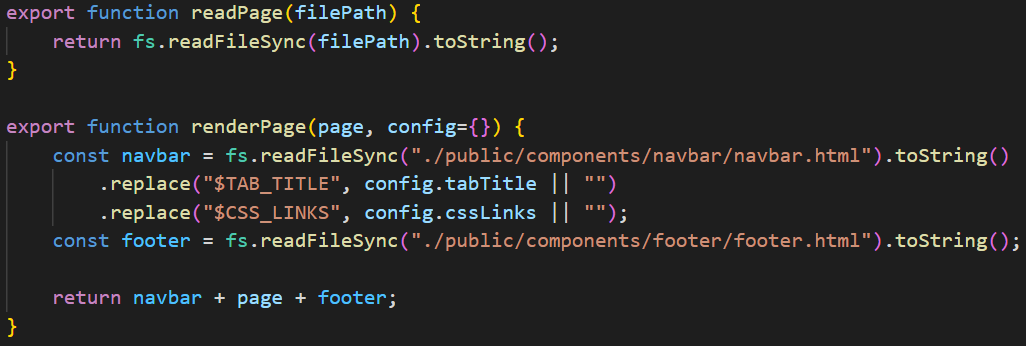 export function readPage(filePath) {
    return fs.readFileSync(filePath).toString();
}

export function renderPage(page, config={}) {
    const navbar = fs.readFileSync("./public/components/navbar/navbar.html").toString()
        .replace("$TAB_TITLE", config.tabTitle || "")
        .replace("$CSS_LINKS", config.cssLinks || "");
    const footer = fs.readFileSync("./public/components/footer/footer.html").toString();

    return navbar + page + footer;
}